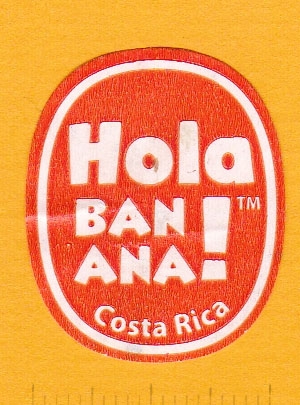 Hola
BAN
ANA! ™
Costa Rica